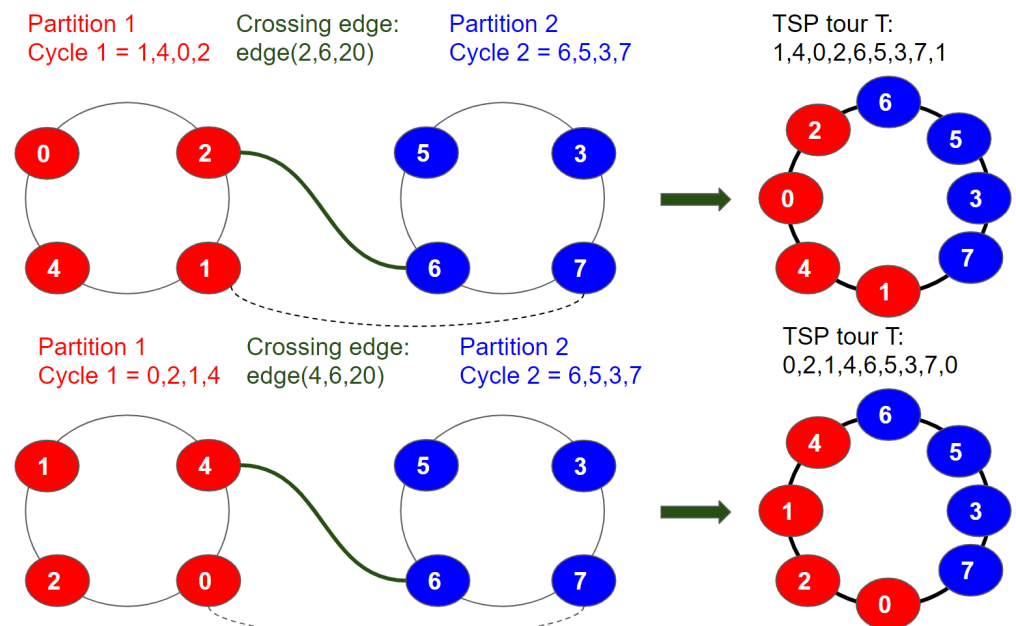 Partition 1
Cycle 1 = 1,4,0,2
Crossing edge:
edge(2,6,20)
Partition 2
Cycle 2 = 6,5,3,7
TSP tour T:
1,4,0,2,6,5,3,7,1
0
2
4
1
5
3
6
7
6
2
5
0
3
4
7
1
Partition 1
Cycle 1 = 0,2,1,4
Crossing edge:
edge(4,6,20)
Partition 2
Cycle 2 = 6,5,3,7
TSP tour T:
0,2,1,4,6,5,3,7,0
1
4
2
0
5
3
6
7
6
4
5
1
3
2
7
0